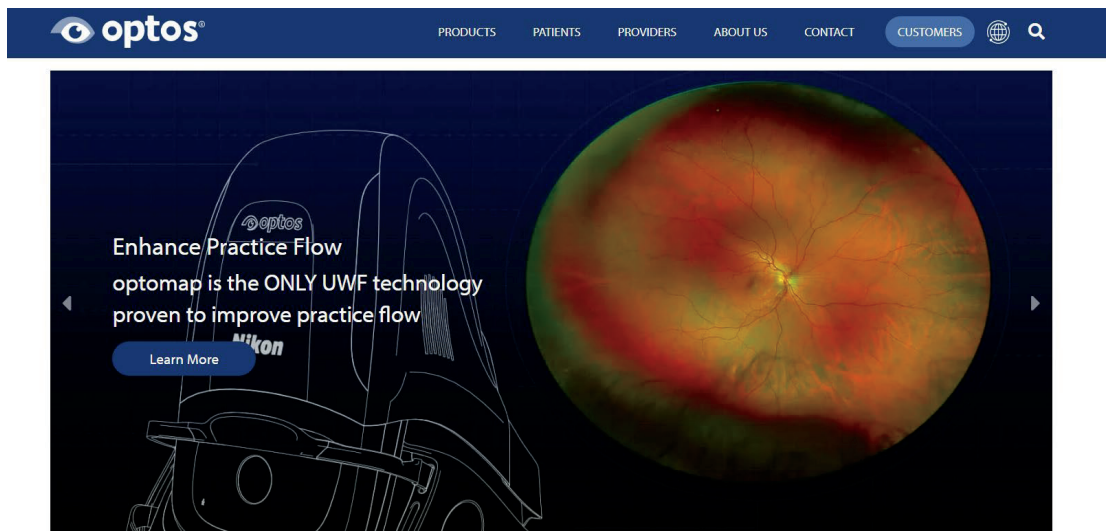 optos®
PRODUCTS PATIENTS PROVIDERS ABOUT US CONTACT CUSTOMERS
optos
Enhance Practice Flow
optomap is the ONLY UWF technology
proven to improve practice flow
Nikon
Learn More